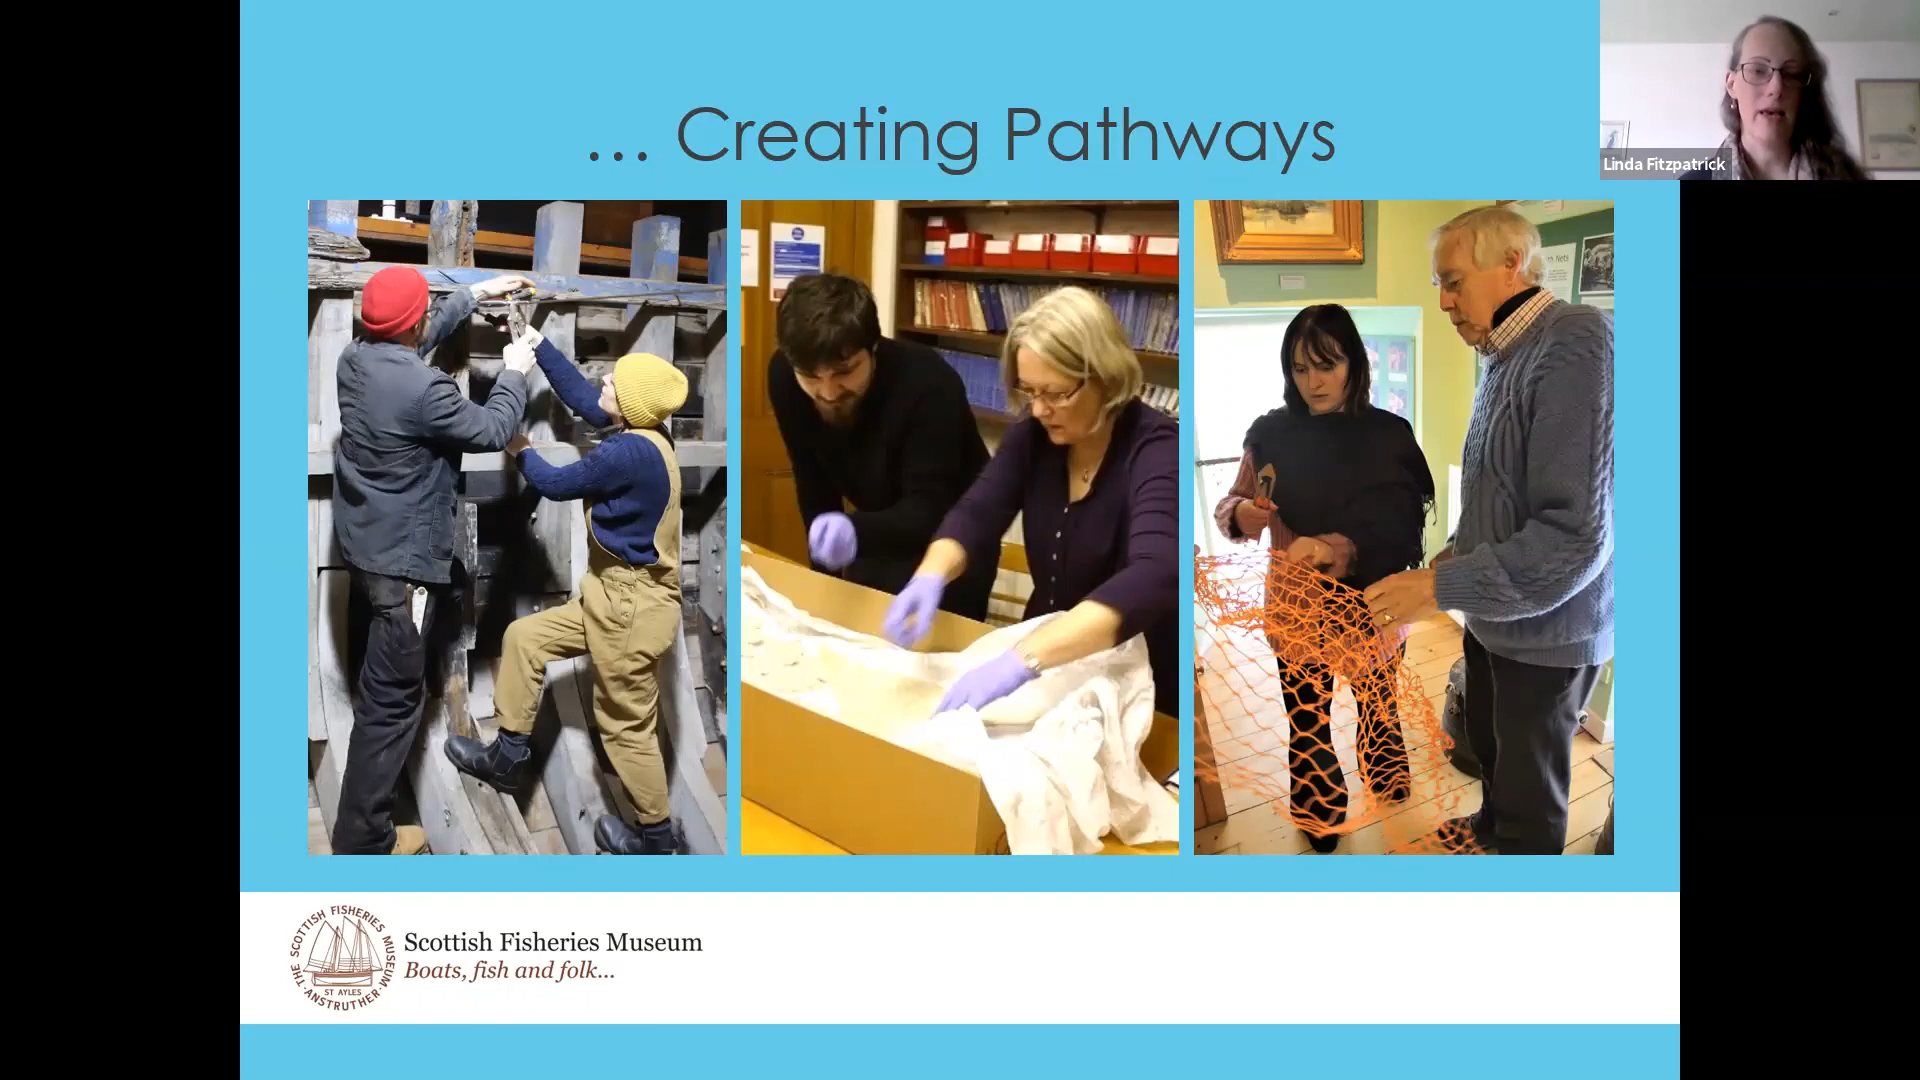 ... Creating Pathways
Linda Fitzpatrick
THE SCOTTISH FISHERIES MUSEUM
ST AYLES
· ANSTRUTHER ·
Scottish Fisheries Museum
Boats, fish and folk...